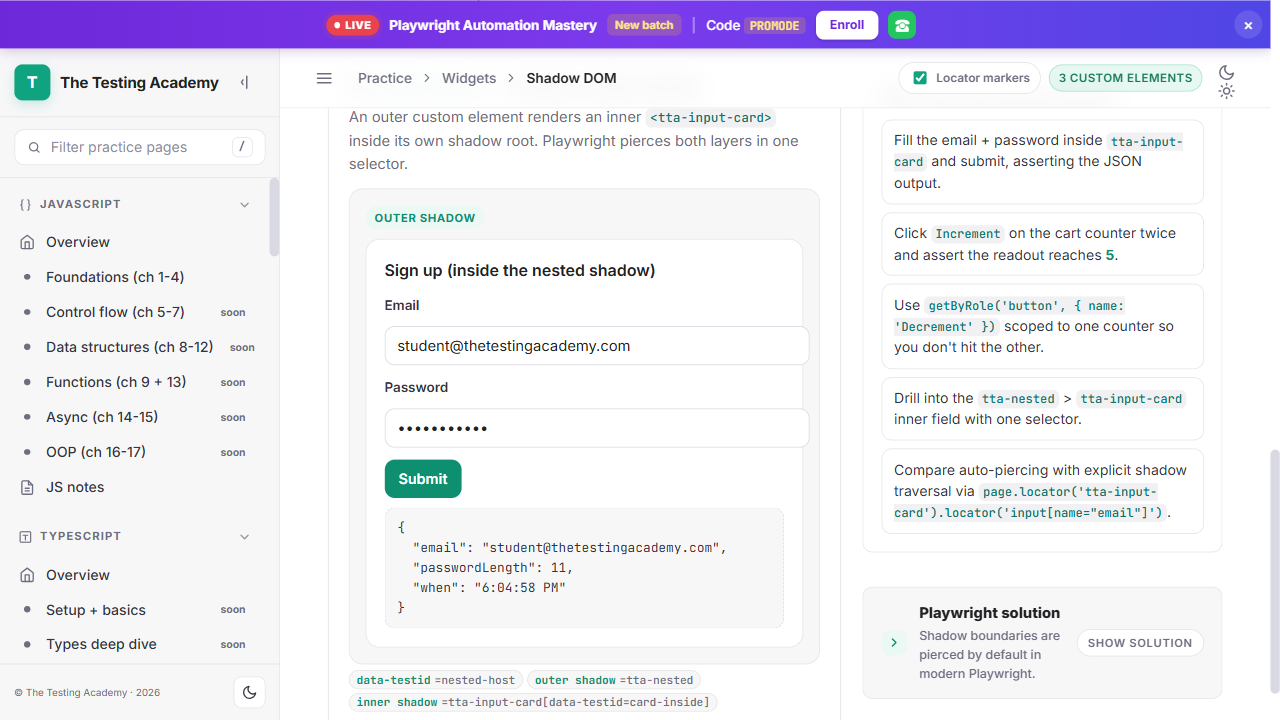 LIVE Playwright Automation Mastery New batch Code PROMODE Enroll
T The Testing Academy
Filter practice pages /
{ } JAVASCRIPT
Overview
Foundations (ch 1-4)
Control flow (ch 5-7) soon
Data structures (ch 8-12) soon
Functions (ch 9 + 13) soon
Async (ch 14-15) soon
OOP (ch 16-17) soon
JS notes
TYPESCRIPT
Overview
Setup + basics soon
Types deep dive soon
© The Testing Academy · 2026
Practice > Widgets > Shadow DOM
Locator markers
3 CUSTOM ELEMENTS
An outer custom element renders an inner <tta-input-card>
inside its own shadow root. Playwright pierces both layers in one
selector.
OUTER SHADOW
Sign up (inside the nested shadow)
Email
student@thetestingacademy.com
Password
•••••••••••
Submit
{
"email": "student@thetestingacademy.com",
"passwordLength": 11,
"when": "6:04:58 PM"
}
data-testid =nested-host outer shadow =tta-nested
inner shadow =tta-input-card[data-testid=card-inside]
Fill the email + password inside tta-input-
card and submit, asserting the JSON
output.
Click Increment on the cart counter twice
and assert the readout reaches 5.
Use getByRole('button', { name:
'Decrement' }) scoped to one counter so
you don't hit the other.
Drill into the tta-nested > tta-input-card
inner field with one selector.
Compare auto-piercing with explicit shadow
traversal via page.locator('tta-input-
card').locator('input[name="email"]').
Playwright solution
Shadow boundaries are
pierced by default in
modern Playwright.
SHOW SOLUTION